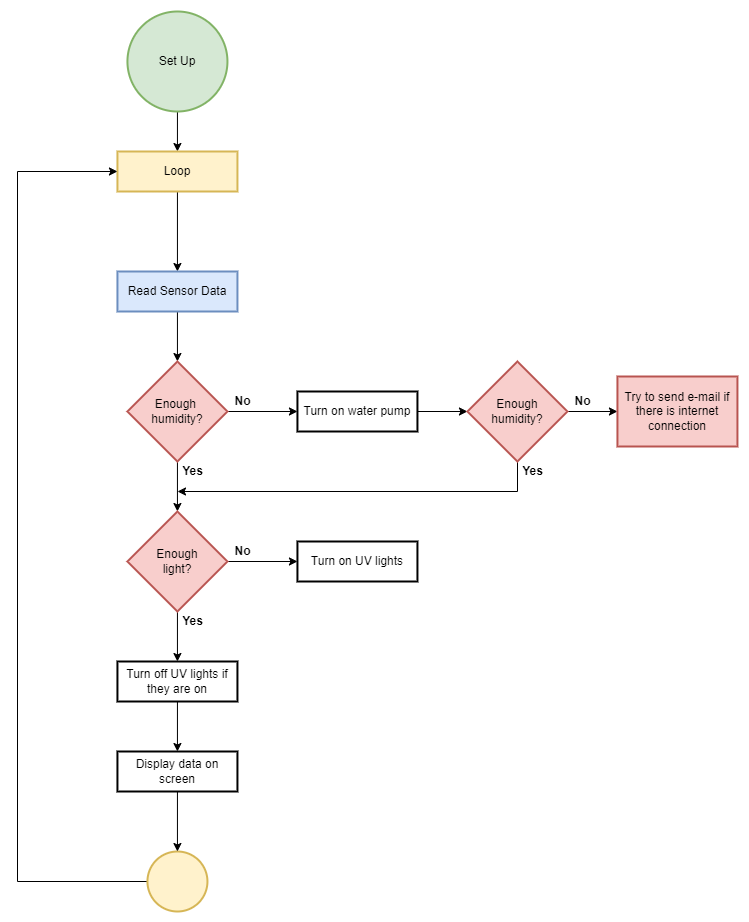 Set Up
Loop
Read Sensor Data
Enough
humidity?
No
Turn on water pump
Enough
humidity?
No
Try to send e-mail if
there is internet
connection
Yes
Yes
Enough
light?
No
Turn on UV lights
Yes
Turn off UV lights if
they are on
Display data on
screen